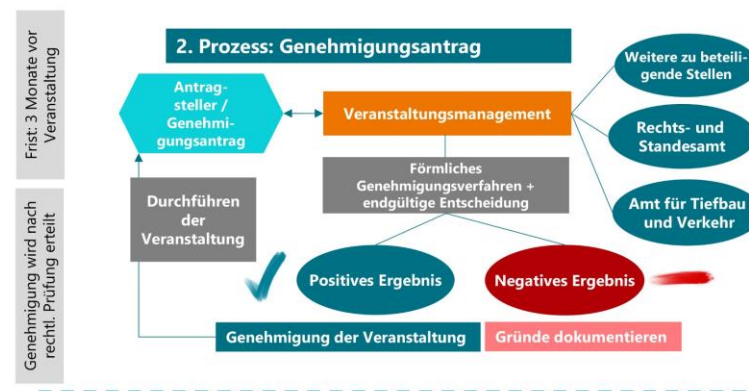 2. Prozess: Genehmigungsantrag
Frist: 3 Monate vor
Veranstaltung
Antrag-
steller /
Genehmi-
gungsantrag
Veranstaltungsmanagement
Weitere zu beteili-
gende Stellen
Rechts- und
Standesamt
Amt für Tiefbau
und Verkehr
Förmliches
Genehmigungsverfahren +
endgültige Entscheidung
Durchführen
der
Veranstaltung
Genehmigung wird nach
rechtl. Prüfung erteilt
Positives Ergebnis
Negatives Ergebnis
Genehmigung der Veranstaltung
Gründe dokumentieren